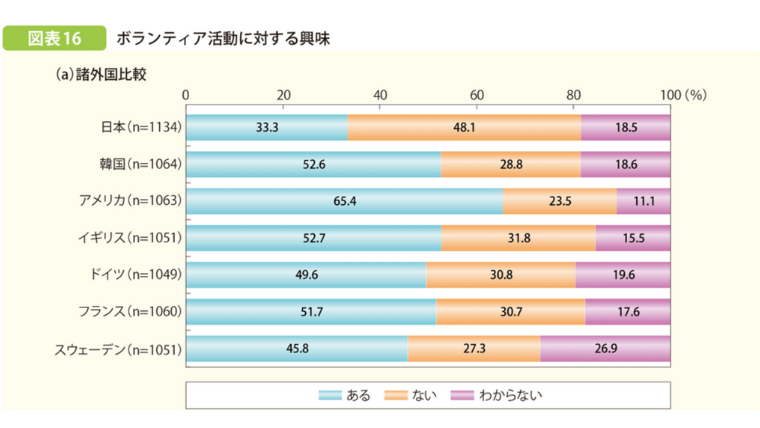 図表16 ボランティア活動に対する興味
(a)諸外国比較
0 20 40 60 80 100(%)
日本(n=1134) 33.3 48.1 18.5
韓国(n=1064) 52.6 28.8 18.6
アメリカ(n=1063) 65.4 23.5 11.1
イギリス(n=1051) 52.7 31.8 15.5
ドイツ(n=1049) 49.6 30.8 19.6
フランス(n=1060) 51.7 30.7 17.6
スウェーデン(n=1051) 45.8 27.3 26.9
ある ない わからない